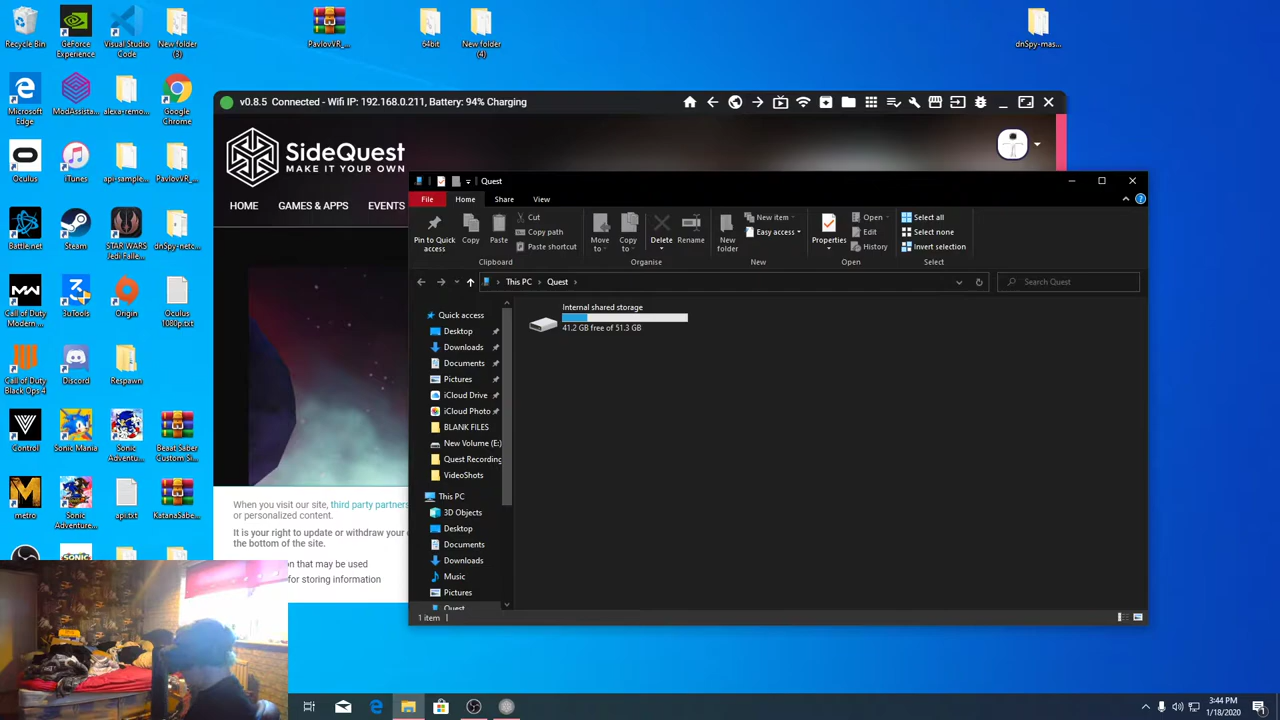 Recycle Bin
GeForce Experience
Visual Studio Code
New folder (3)
PavlovVR_...
64bit
New folder (4)
dnSpy-mas...
Microsoft Edge
ModAssista...
alexa-remo...
Google Chrome
Oculus
iTunes
api-sample...
PavlovVR_...
Battle.net
Steam
STAR WARS Jedi Falle...
dnSpy-netc...
Call of Duty Modern ...
3uTools
Origin
Oculus 1080p.txt
Call of Duty Black Ops 4
Discord
Respawn
Control
Sonic Mania
Sonic Adventu...
Beaat Saber Custom Si...
metro
Sonic Adventure...
api.txt
KatanaSabe...
v0.8.5 Connected - Wifi IP: 192.168.0.211, Battery: 94% Charging
SideQuest
MAKE IT YOUR OWN
HOME GAMES & APPS EVENTS
When you visit our site, third party partners
or personalized content.
It is your right to update or withdraw your
the bottom of the site.
on that may be used
for storing information
Quest
File Home Share View
Pin to Quick access
Copy
Paste
Cut
Copy path
Paste shortcut
Clipboard
Move to
Copy to
Delete
Rename
Organise
New folder
New item
Easy access
New
Properties
Open
Edit
History
Open
Select all
Select none
Invert selection
Select
This PC > Quest >
Search Quest
Quick access
Desktop
Downloads
Documents
Pictures
iCloud Drive
iCloud Photo
BLANK FILES
New Volume (E:)
Quest Recording
VideoShots
This PC
3D Objects
Desktop
Documents
Downloads
Music
Pictures
Quest
Internal shared storage
41.2 GB free of 51.3 GB
1 item
3:44 PM
1/18/2020